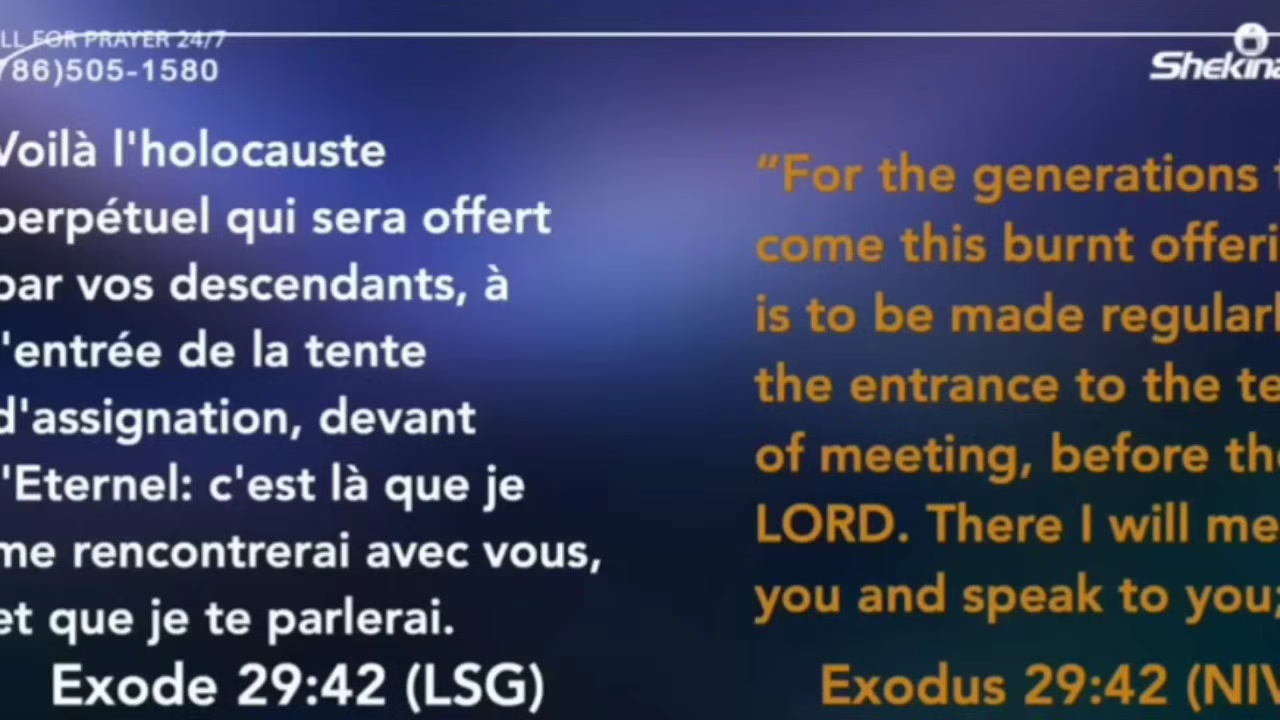 LL FOR PRAYER 24/7
786)505-1580
Shekina
Voilà l'holocauste
perpétuel qui sera offert
par vos descendants, à
l'entrée de la tente
d'assignation, devant
l'Eternel: c'est là que je
me rencontrerai avec vous,
et que je te parlerai.
Exode 29:42 (LSG)
"For the generations t
come this burnt offeri
is to be made regularl
the entrance to the te
of meeting, before the
LORD. There I will me
you and speak to you;
Exodus 29:42 (NIV